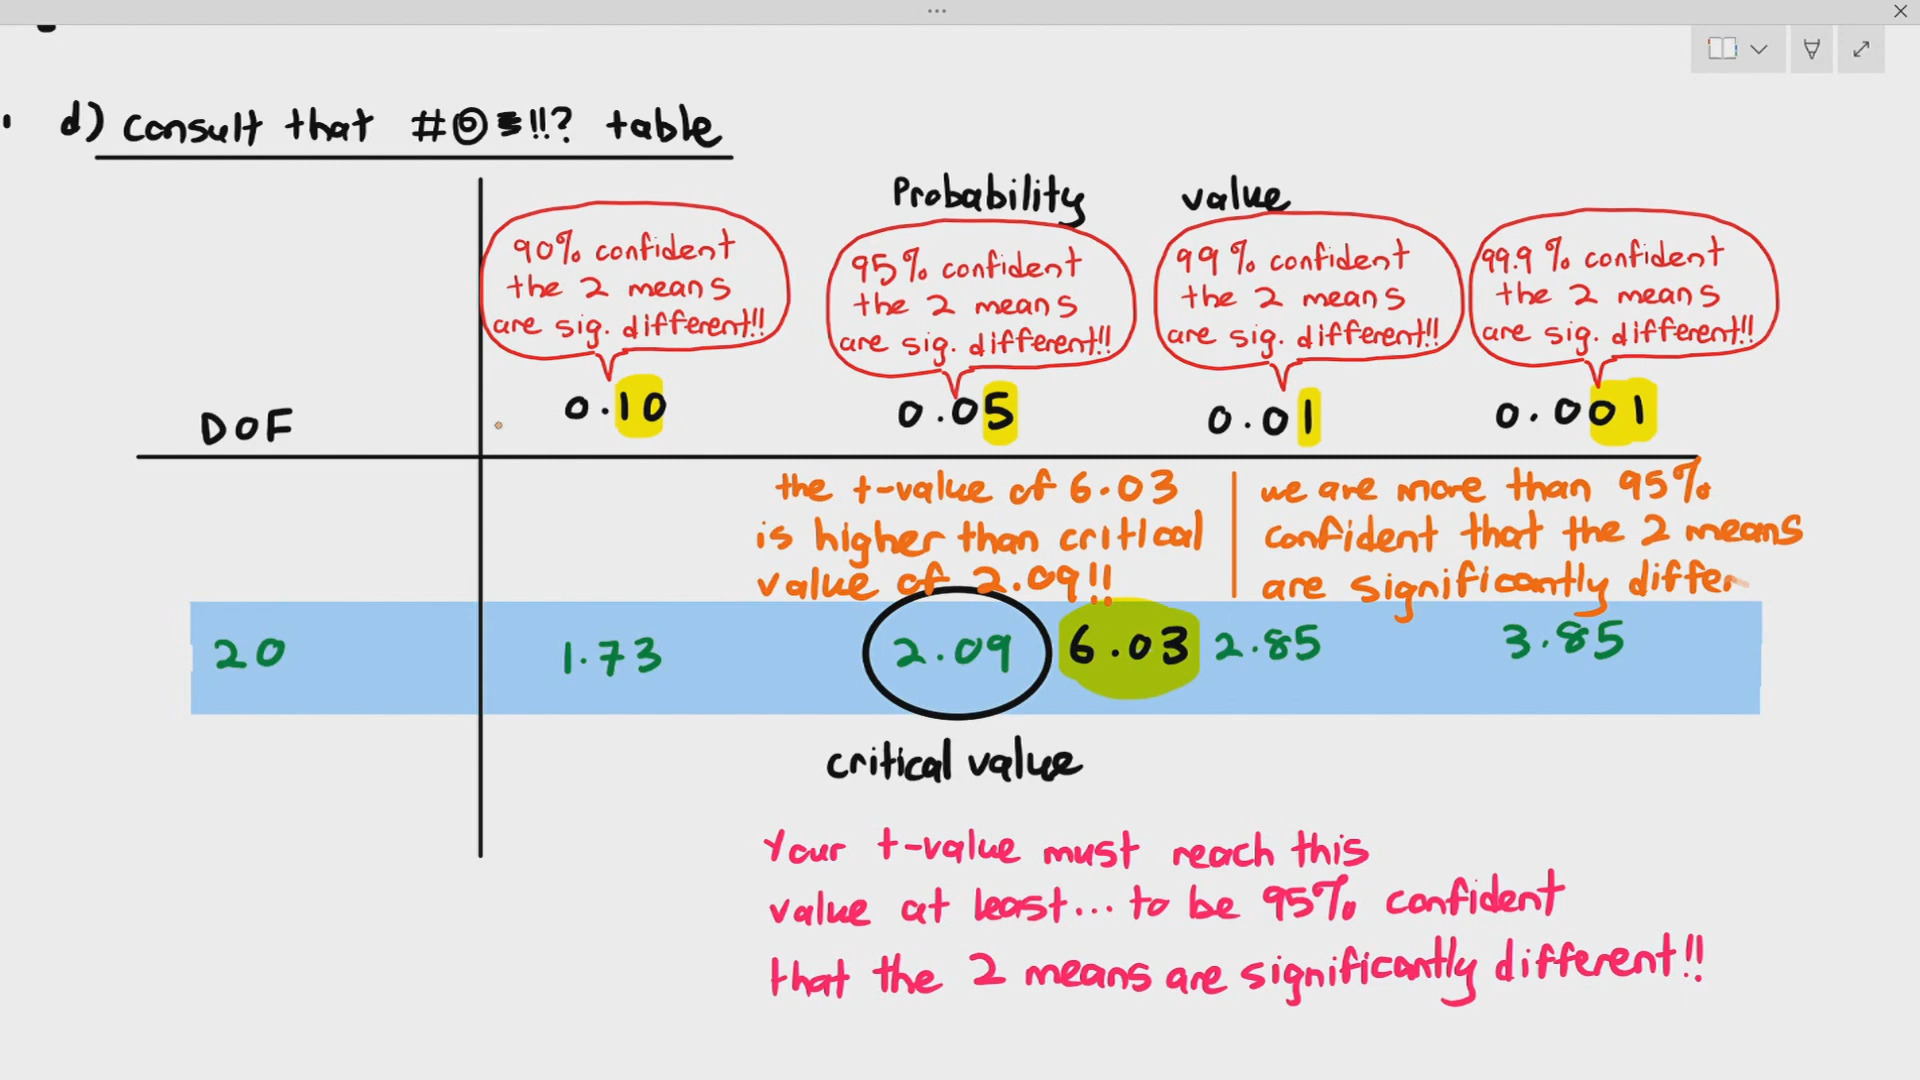 d) Consult that #@$!!? table
Probability value
90% confident
the 2 means
are sig. different!!
95% confident
the 2 means
are sig. different!!
99% confident
the 2 means
are sig. different!!
99.9% confident
the 2 means
are sig. different!!
DOF 0.10 0.05 0.01 0.001
the t-value of 6.03
is higher than critical
value of 2.09!!
we are more than 95%
confident that the 2 means
are significantly differe
20 1.73 2.09 6.03 2.85 3.85
critical value
Your t-value must reach this
value at least... to be 95% confident
that the 2 means are significantly different!!